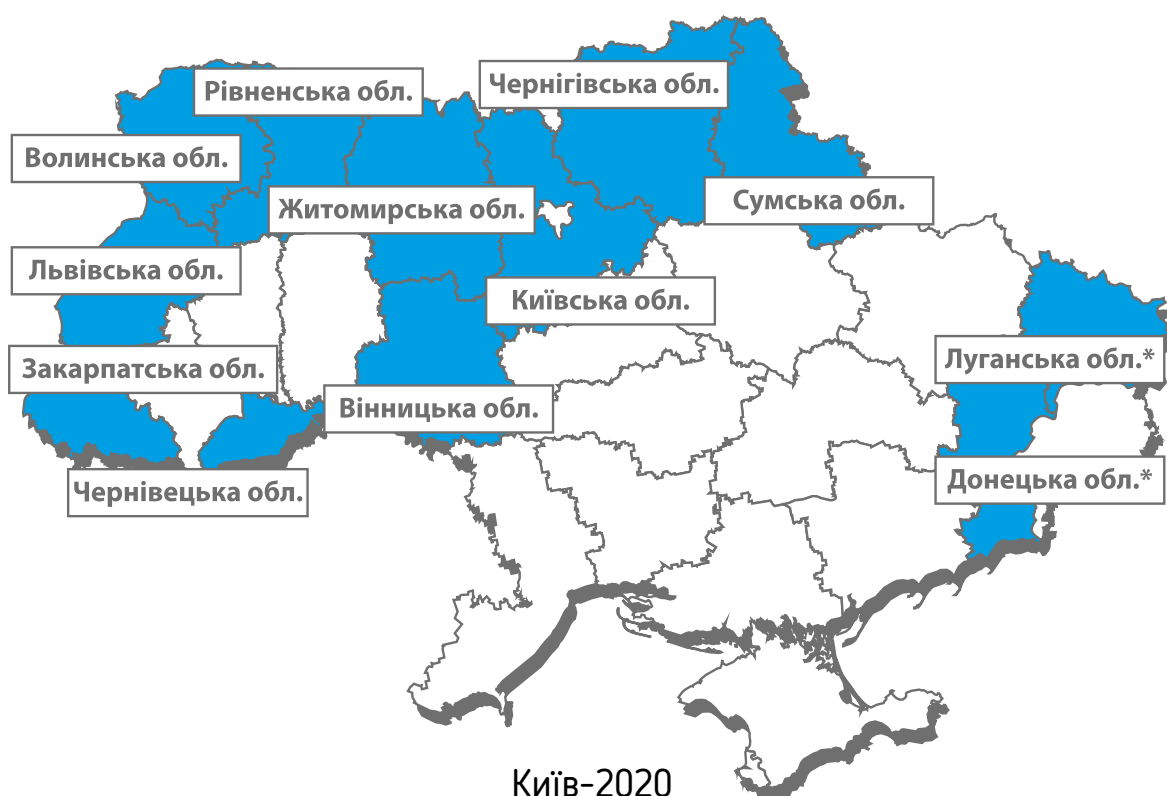 Рівненська обл.
Чернігівська обл.
Волинська обл.
Житомирська обл.
Сумська обл.
Львівська обл.
Київська обл.
Закарпатська обл.
Луганська обл.*
Вінницька обл.
Чернівецька обл.
Донецька обл.*
Київ-2020